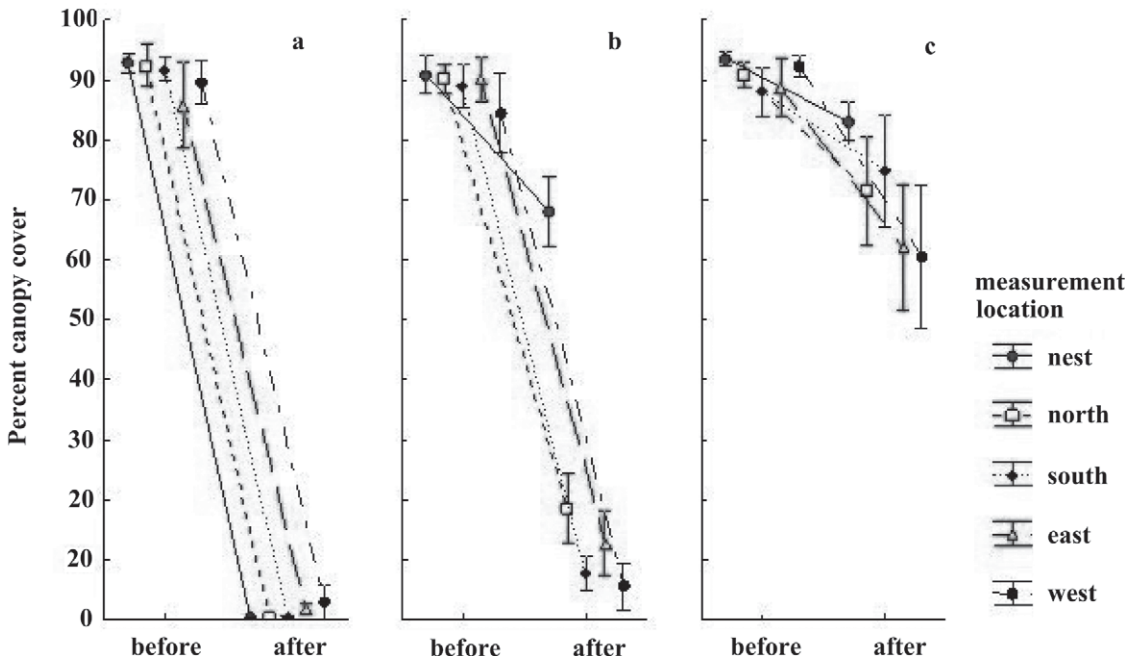 100
90
80
70
60
50
40
30
20
20
0
Percent canopy cover
a
b
c
before after
before after
before after
measurement
location
nest
north
south
east
west